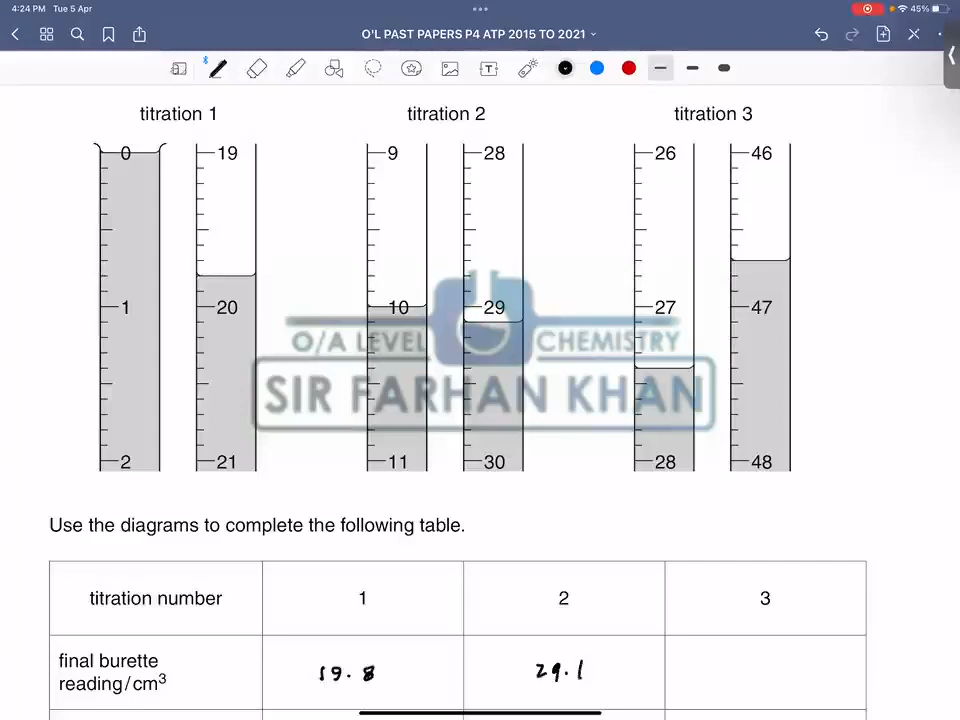 4:24 PM Tue 5 Apr
45%
O'L PAST PAPERS P4 ATP 2015 TO 2021
titration 1
titration 2
titration 3
0 19 9 28 26 46
1 20 10 29 27 47
O/A LEVEL CHEMISTRY
SIR FARHAN KHAN
2 21 11 30 28 48
Use the diagrams to complete the following table.
titration number 1 2 3
final burette
reading/cm³ 19.8 29.1